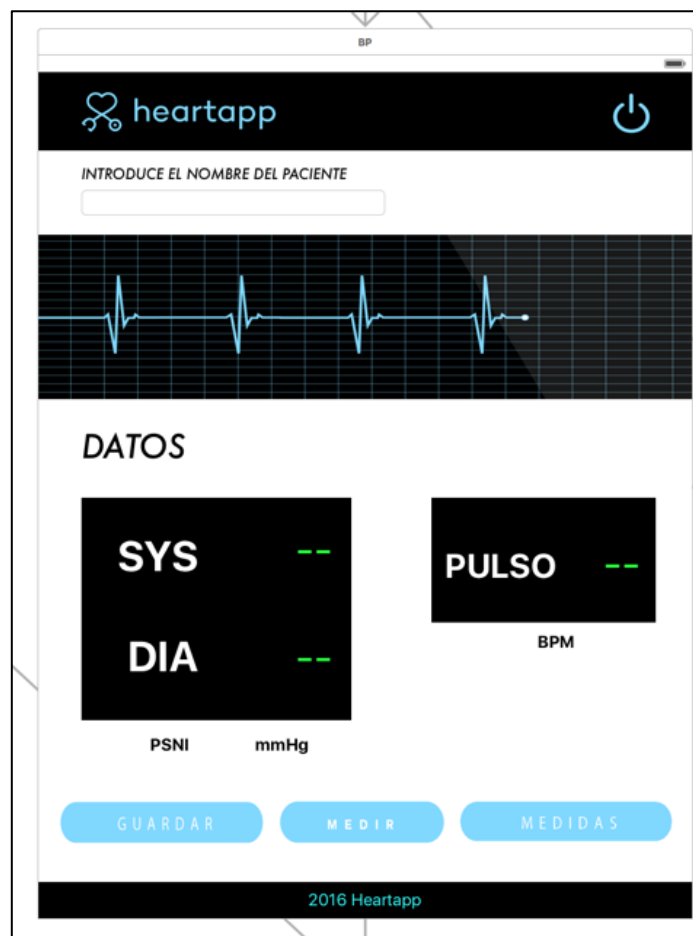 BP
heartapp
INTRODUCE EL NOMBRE DEL PACIENTE
DATOS
SYS --
DIA --
PSNI mmHg
PULSO --
BPM
GUARDAR MEDIR MEDIDAS
2016 Heartapp